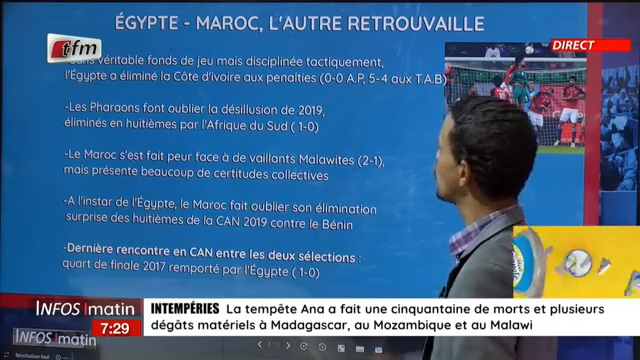 ÉGYPTE - MAROC, L'AUTRE RETROUVAILLE
tfm
DIRECT
véritable fonds de jeu mais disciplinée tactiquement,
l'Égypte a éliminé la Côte d'ivoire aux penalties (0-0 A.P, 5-4 aux T.A.B)
-Les Pharaons font oublier la désillusion de 2019,
éliminés en huitièmes par l'Afrique du Sud ( 1-0)
-Le Maroc s'est fait peur face à de vaillants Malawites (2-1),
mais présente beaucoup de certitudes collectives
-A l'instar de l'Égypte, le Maroc fait oublier son élimination
surprise des huitièmes de la CAN 2019 contre le Bénin
-Dernière rencontre en CAN entre les deux sélections :
quart de finale 2017 remporté par l'Égypte ( 1-0)
INFOS matin
7:29
INTEMPÉRIES La tempête Ana a fait une cinquantaine de morts et plusieurs
dégâts matériels à Madagascar, au Mozambique et au Malawi
INFOS matin
Réinitialiser tout